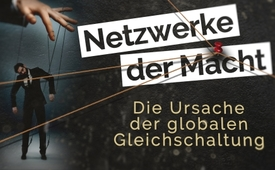 Netzwerke
der Macht
Die Ursache
der globalen
Gleichschaltung